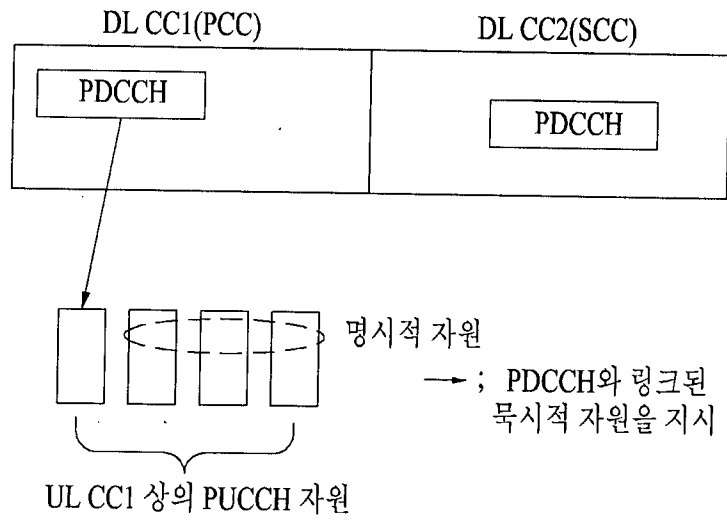 DL CC1(PCC)
DL CC2(SCC)
PDCCH
PDCCH
명시적 자원
; PDCCH와 링크된
묵시적 자원을 지시
UL CC1 상의 PUCCH 자원